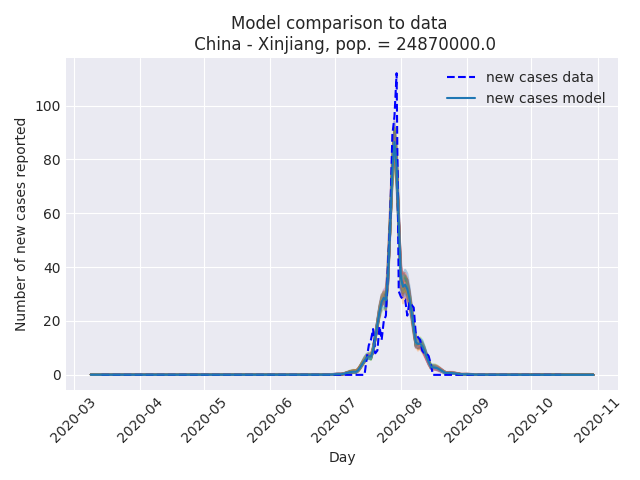 Model comparison to data
China - Xinjiang, pop. = 24870000.0
new cases data
new cases model
Number of new cases reported
100
80
60
40
20
0
2020-03
2020-04
2020-05
2020-06
2020-07
2020-08
2020-09
2020-10
2020-11
Day